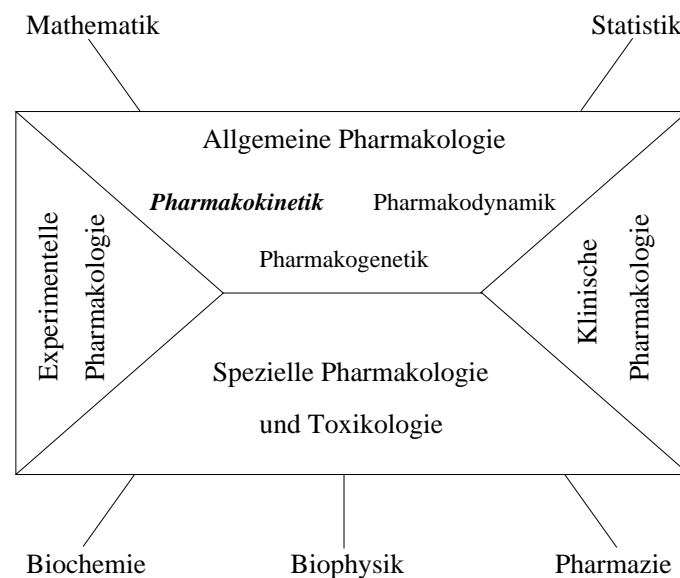 Mathematik
Statistik
Allgemeine Pharmakologie
Pharmakokinetik
Pharmakodynamik
Pharmakogenetik
Experimentelle
Pharmakologie
Klinische
Pharmakologie
Spezielle Pharmakologie
und Toxikologie
Biochemie
Biophysik
Pharmazie